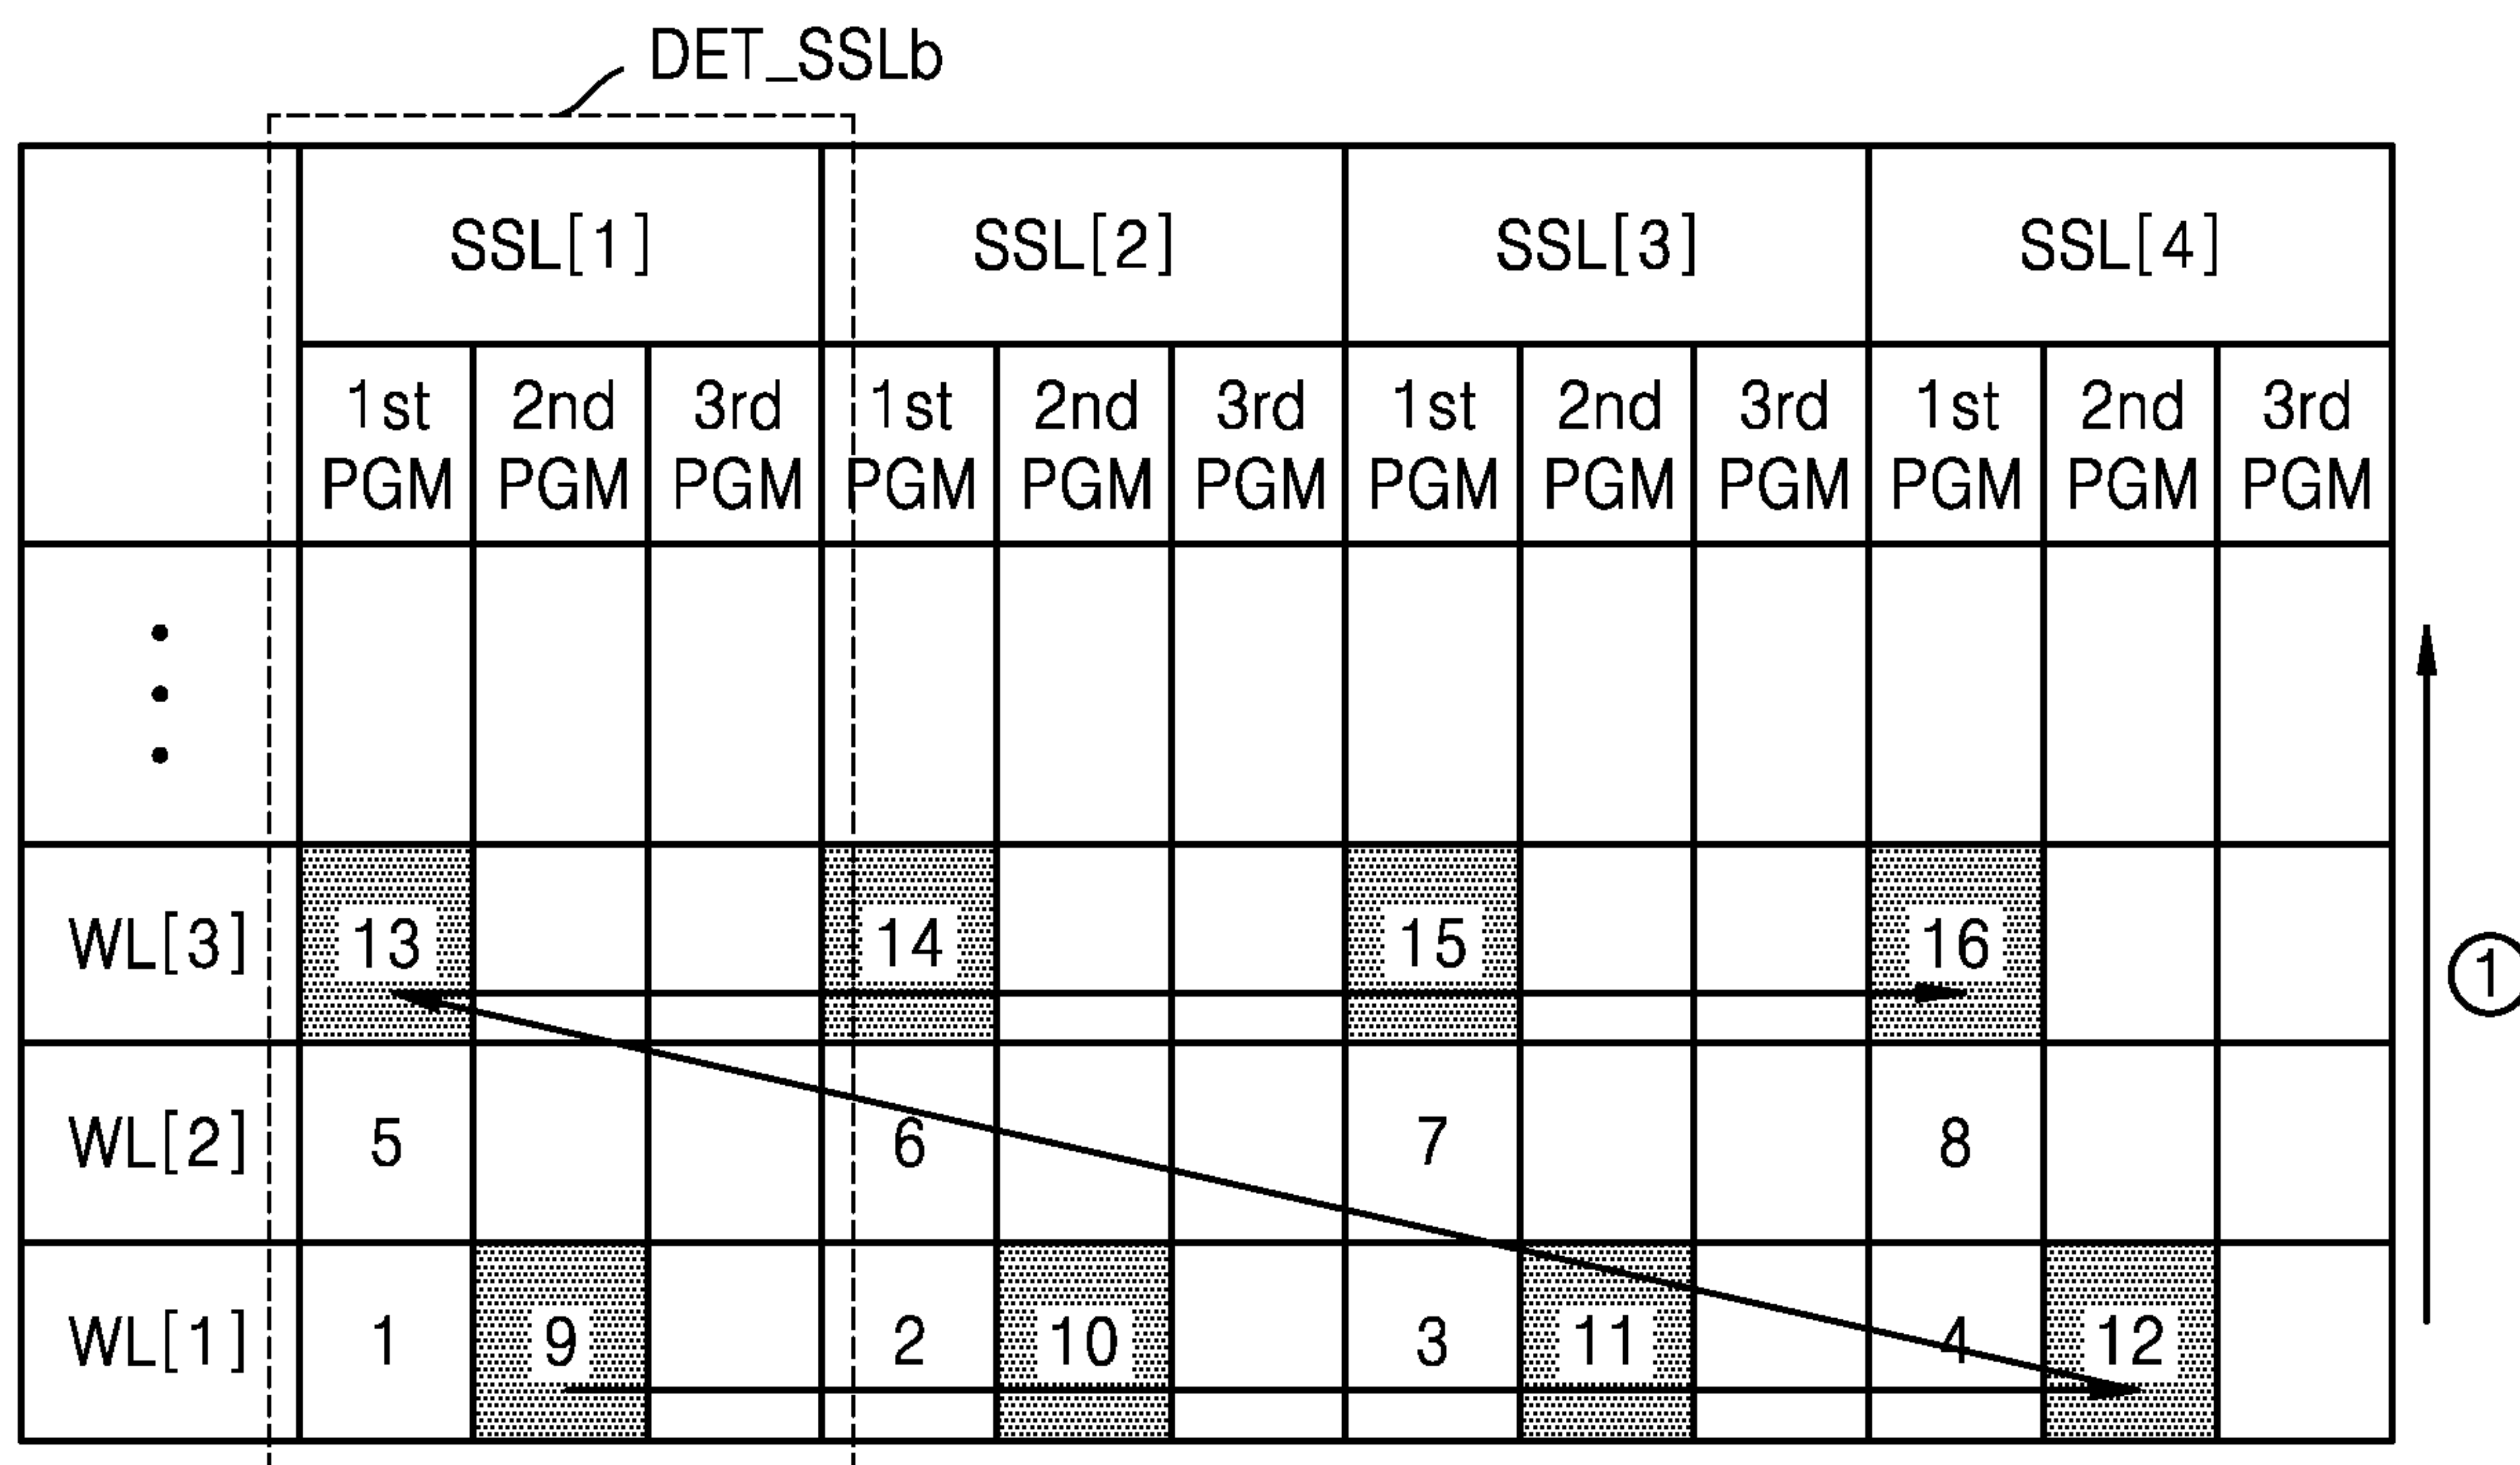 DET_SSLb
SSL[1] SSL[2] SSL[3] SSL[4]
1st 2nd 3rd 1st 2nd 3rd 1st 2nd 3rd 1st 2nd 3rd
PGM PGM PGM PGM PGM PGM PGM PGM PGM PGM PGM PGM
WL[3] 13 14 15 16
1
WL[2] 5 6 7 8
WL[1] 1 9 2 10 3 11 4 12